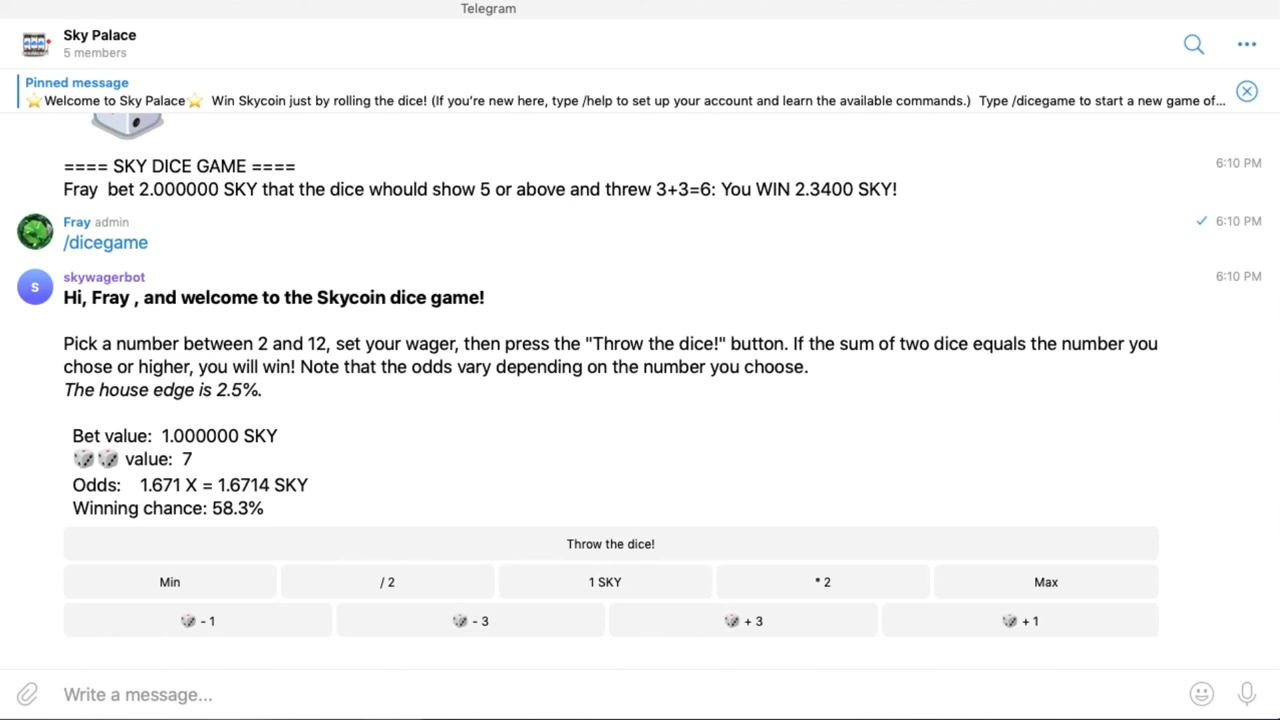 Telegram
Sky Palace
5 members
Pinned message
⭐Welcome to Sky Palace⭐ Win Skycoin just by rolling the dice! (If you're new here, type /help to set up your account and learn the available commands.) Type /dicegame to start a new game of...
==== SKY DICE GAME ====
6:10 PM
Fray bet 2.000000 SKY that the dice whould show 5 or above and threw 3+3=6: You WIN 2.3400 SKY!
Fray admin
6:10 PM
/dicegame
S
skywagerbot
6:10 PM
Hi, Fray , and welcome to the Skycoin dice game!
Pick a number between 2 and 12, set your wager, then press the "Throw the dice!" button. If the sum of two dice equals the number you
chose or higher, you will win! Note that the odds vary depending on the number you choose.
The house edge is 2.5%.
Bet value: 1.000000 SKY
🎲🎲 value: 7
Odds: 1.671 X = 1.6714 SKY
Winning chance: 58.3%
Throw the dice!
Min / 2 1 SKY * 2 Max
🎲 - 1 🎲 - 3 🎲 + 3 🎲 + 1
Write a message...